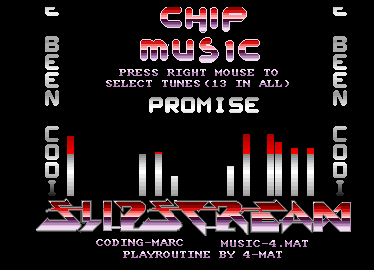 CHIP
MUSIC
PRESS RIGHT MOUSE TO
SELECT TUNES(13 IN ALL)
PROMISE
BEEN
BEEN
SLIPSTREAM
CODING-MARC MUSIC-4.MAT
PLAYROUTINE BY 4-MAT